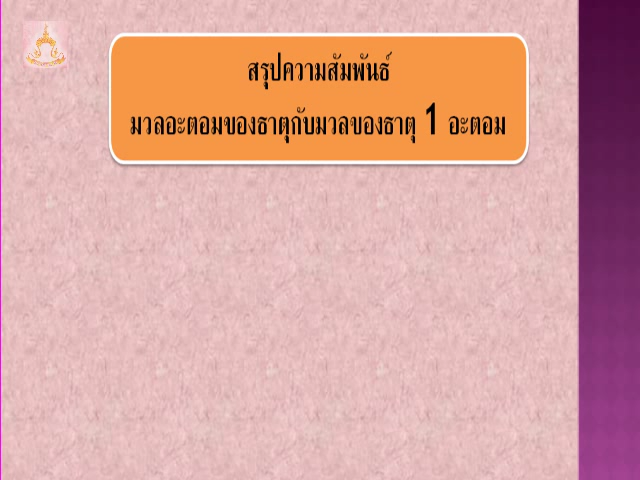 สรุปความสัมพันธ์
มวลอะตอมของธาตุกับมวลของธาตุ 1 อะตอม